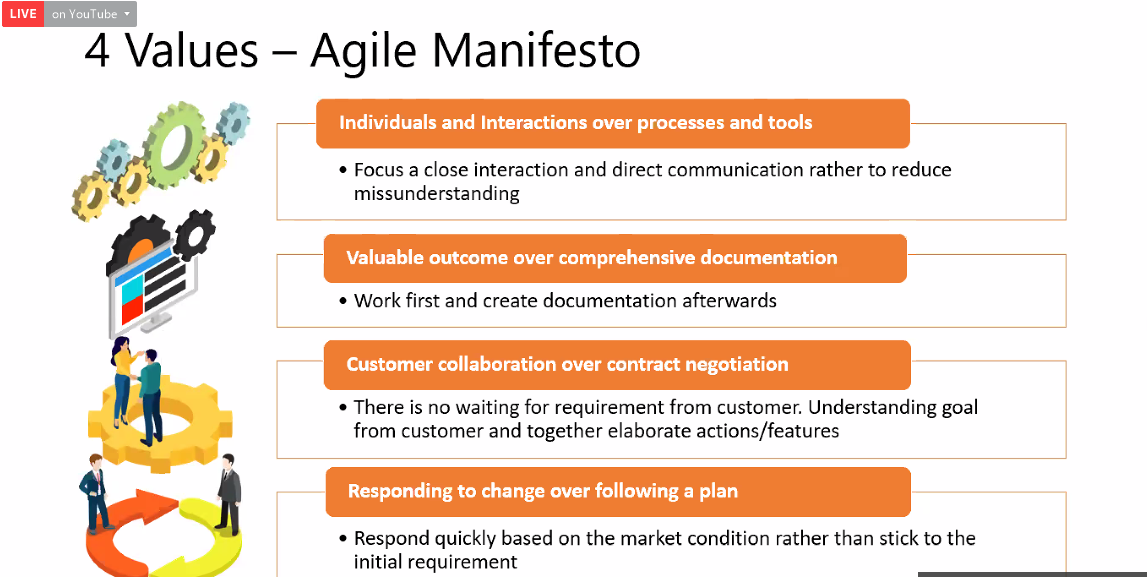 LIVE on YouTube
4 Values – Agile Manifesto
Individuals and Interactions over processes and tools
• Focus a close interaction and direct communication rather to reduce
missunderstanding
Valuable outcome over comprehensive documentation
• Work first and create documentation afterwards
Customer collaboration over contract negotiation
• There is no waiting for requirement from customer. Understanding goal
from customer and together elaborate actions/features
Responding to change over following a plan
• Respond quickly based on the market condition rather than stick to the
initial requirement